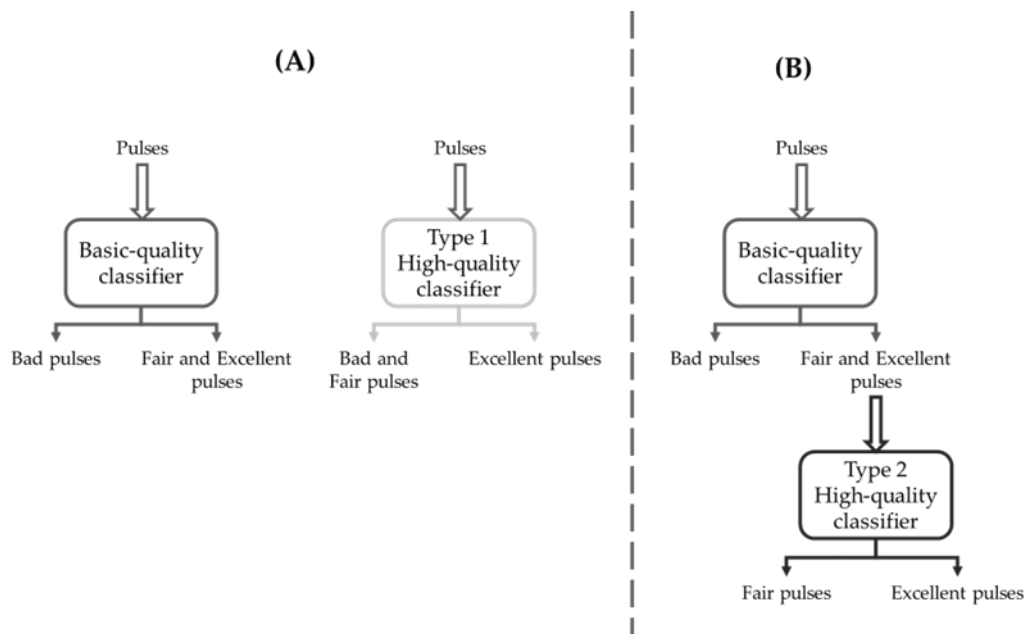 (A)
Pulses
Basic-quality
classifier
Bad pulses
Fair and Excellent
pulses
Pulses
Type 1
High-quality
classifier
Bad and
Fair pulses
Excellent pulses
(B)
Pulses
Basic-quality
classifier
Bad pulses
Fair and Excellent
pulses
Type 2
High-quality
classifier
Fair pulses
Excellent pulses